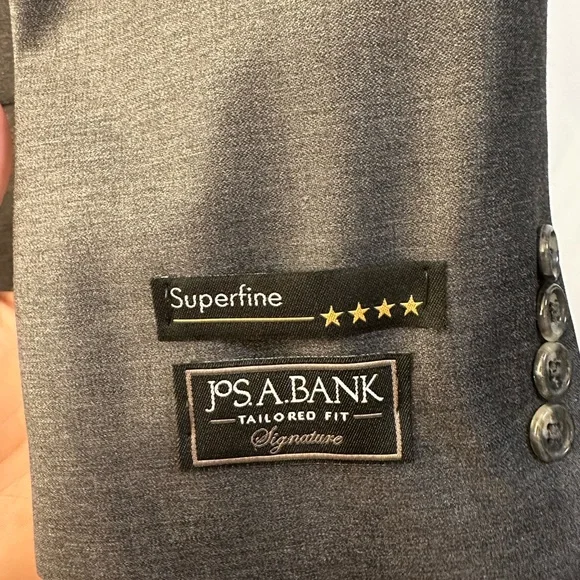 Superfine
JoS.A.BANK
TAILORED FIT
Signature